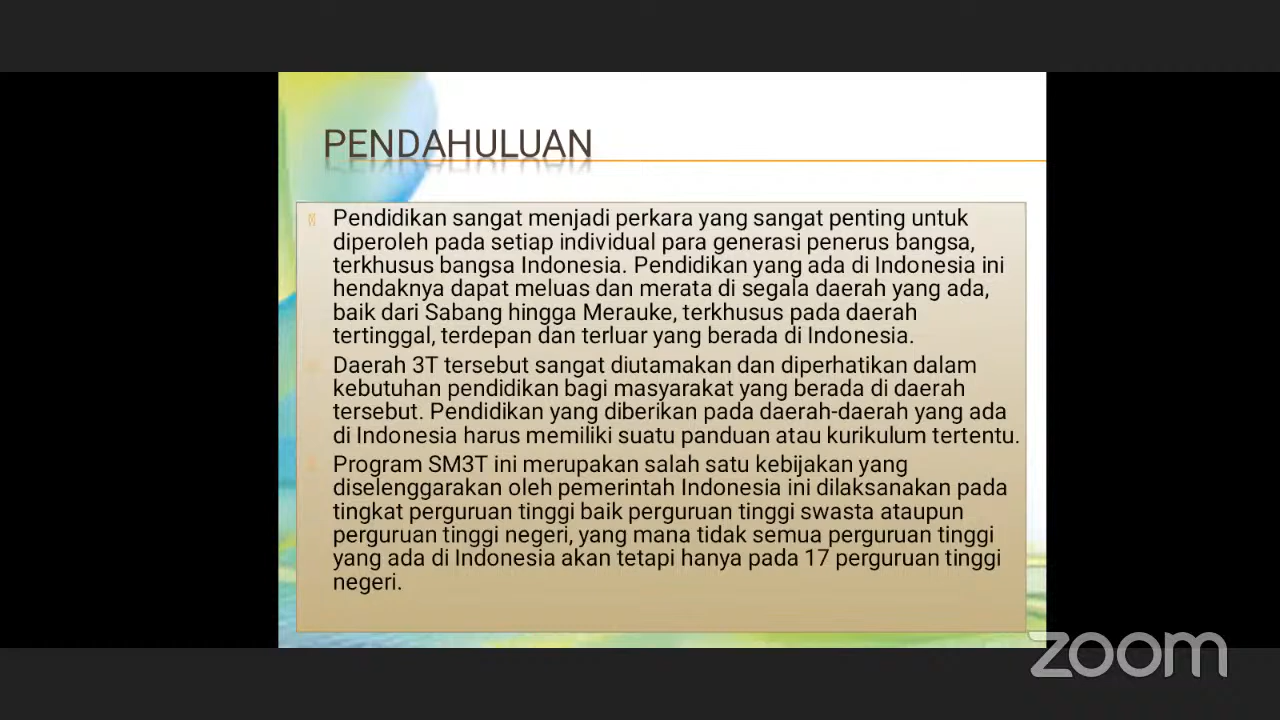 PENDAHULUAN
Pendidikan sangat menjadi perkara yang sangat penting untuk
diperoleh pada setiap individual para generasi penerus bangsa,
terkhusus bangsa Indonesia. Pendidikan yang ada di Indonesia ini
hendaknya dapat meluas dan merata di segala daerah yang ada,
baik dari Sabang hingga Merauke, terkhusus pada daerah
tertinggal, terdepan dan terluar yang berada di Indonesia.
Daerah 3T tersebut sangat diutamakan dan diperhatikan dalam
kebutuhan pendidikan bagi masyarakat yang berada di daerah
tersebut. Pendidikan yang diberikan pada daerah-daerah yang ada
di Indonesia harus memiliki suatu panduan atau kurikulum tertentu.
Program SM3T ini merupakan salah satu kebijakan yang
diselenggarakan oleh pemerintah Indonesia ini dilaksanakan pada
tingkat perguruan tinggi baik perguruan tinggi swasta ataupun
perguruan tinggi negeri, yang mana tidak semua perguruan tinggi
yang ada di Indonesia akan tetapi hanya pada 17 perguruan tinggi
negeri.
zoom